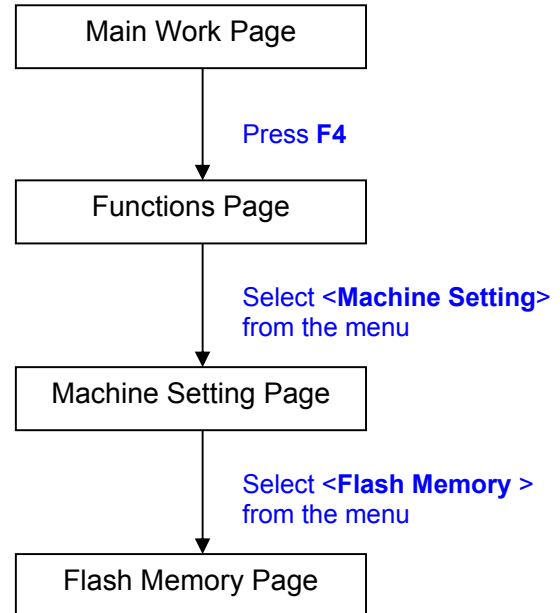 Main Work Page
Press F4
Functions Page
Select <Machine Setting>
from the menu
Machine Setting Page
Select <Flash Memory >
from the menu
Flash Memory Page